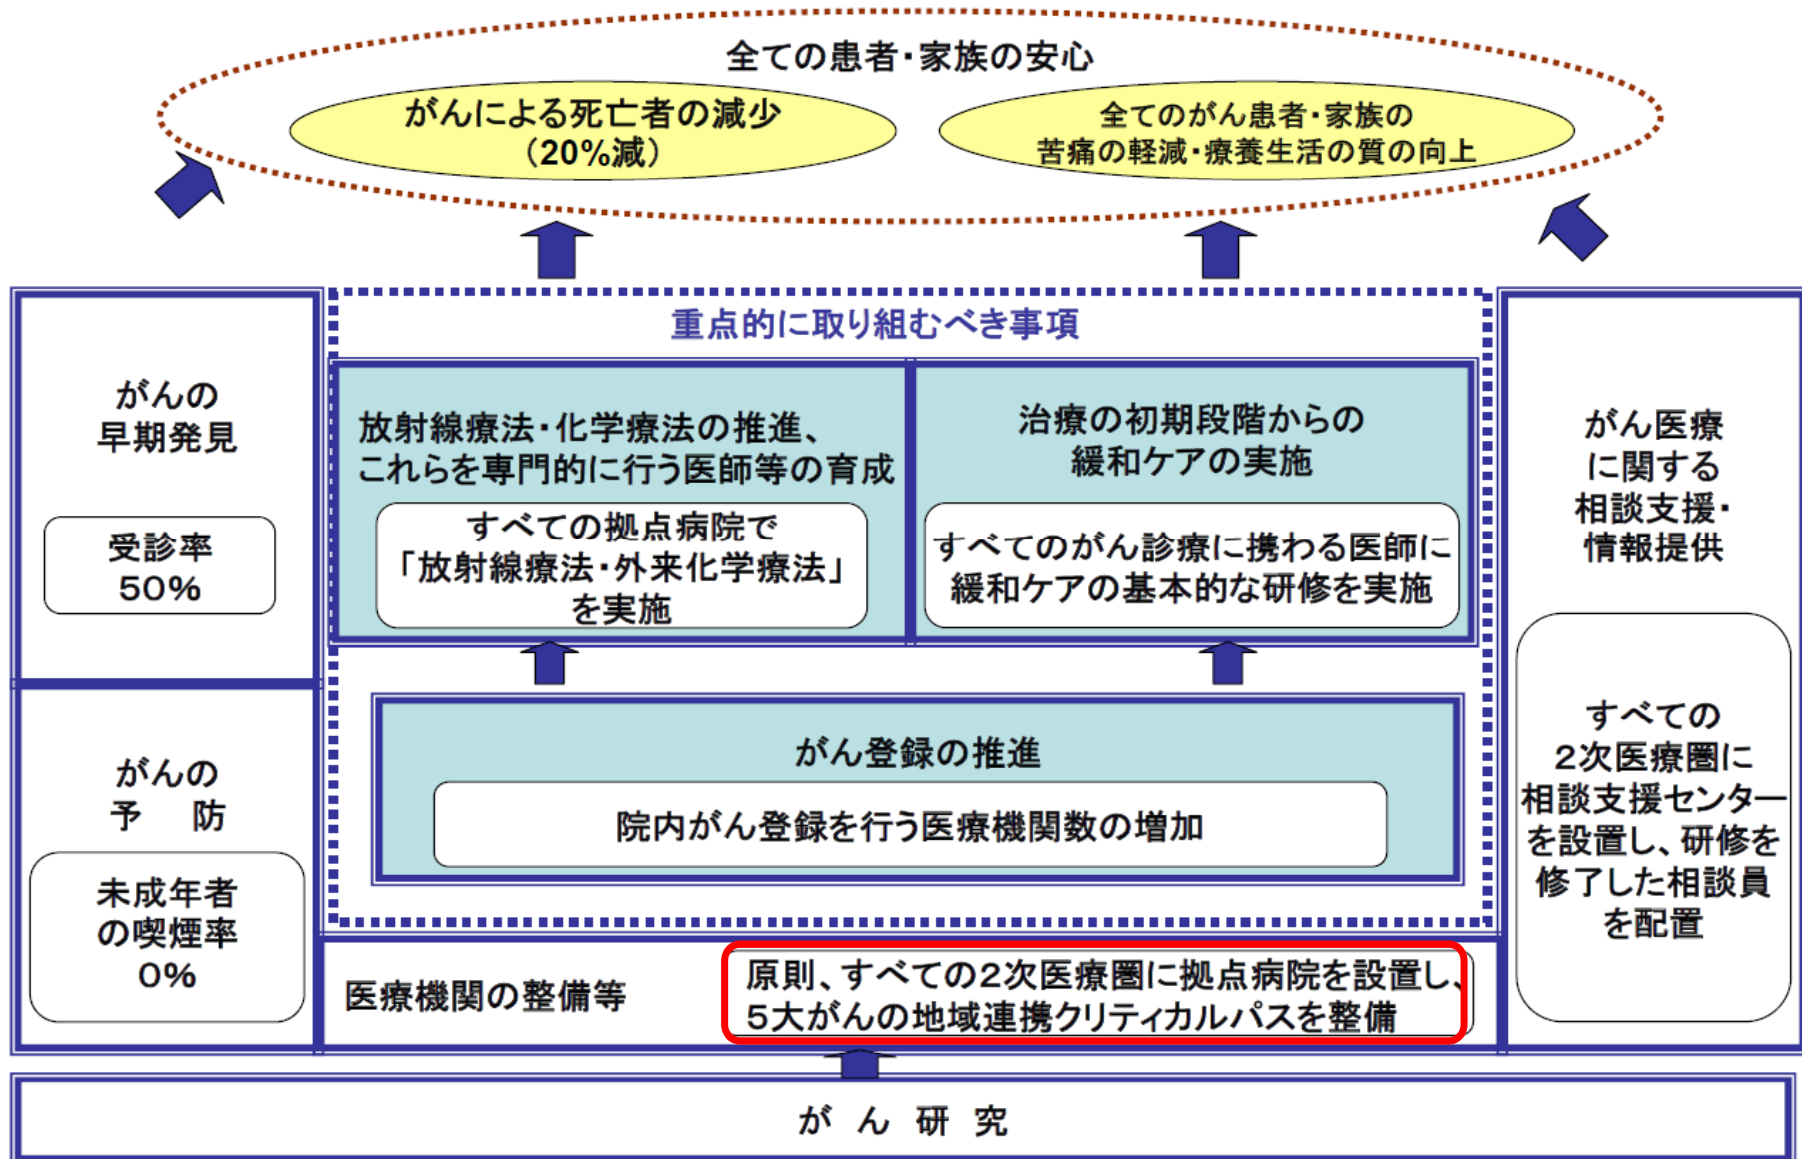 全ての患者・家族の安心
がんによる死亡者の減少
（20%減）
全てのがん患者・家族の
苦痛の軽減・療養生活の質の向上
重点的に取り組むべき事項
がんの
早期発見
受診率
50%
放射線療法・化学療法の推進、
これらを専門的に行う医師等の育成
すべての拠点病院で
「放射線療法・外来化学療法」
を実施
治療の初期段階からの
緩和ケアの実施
すべてのがん診療に携わる医師に
緩和ケアの基本的な研修を実施
がん医療
に関する
相談支援・
情報提供
すべての
２次医療圏に
相談支援センター
を設置し、研修を
修了した相談員
を配置
がん登録の推進
院内がん登録を行う医療機関数の増加
がんの
予　防
未成年者
の喫煙率
0%
医療機関の整備等
原則、すべての２次医療圏に拠点病院を設置し、
５大がんの地域連携クリティカルパスを整備
がん研究